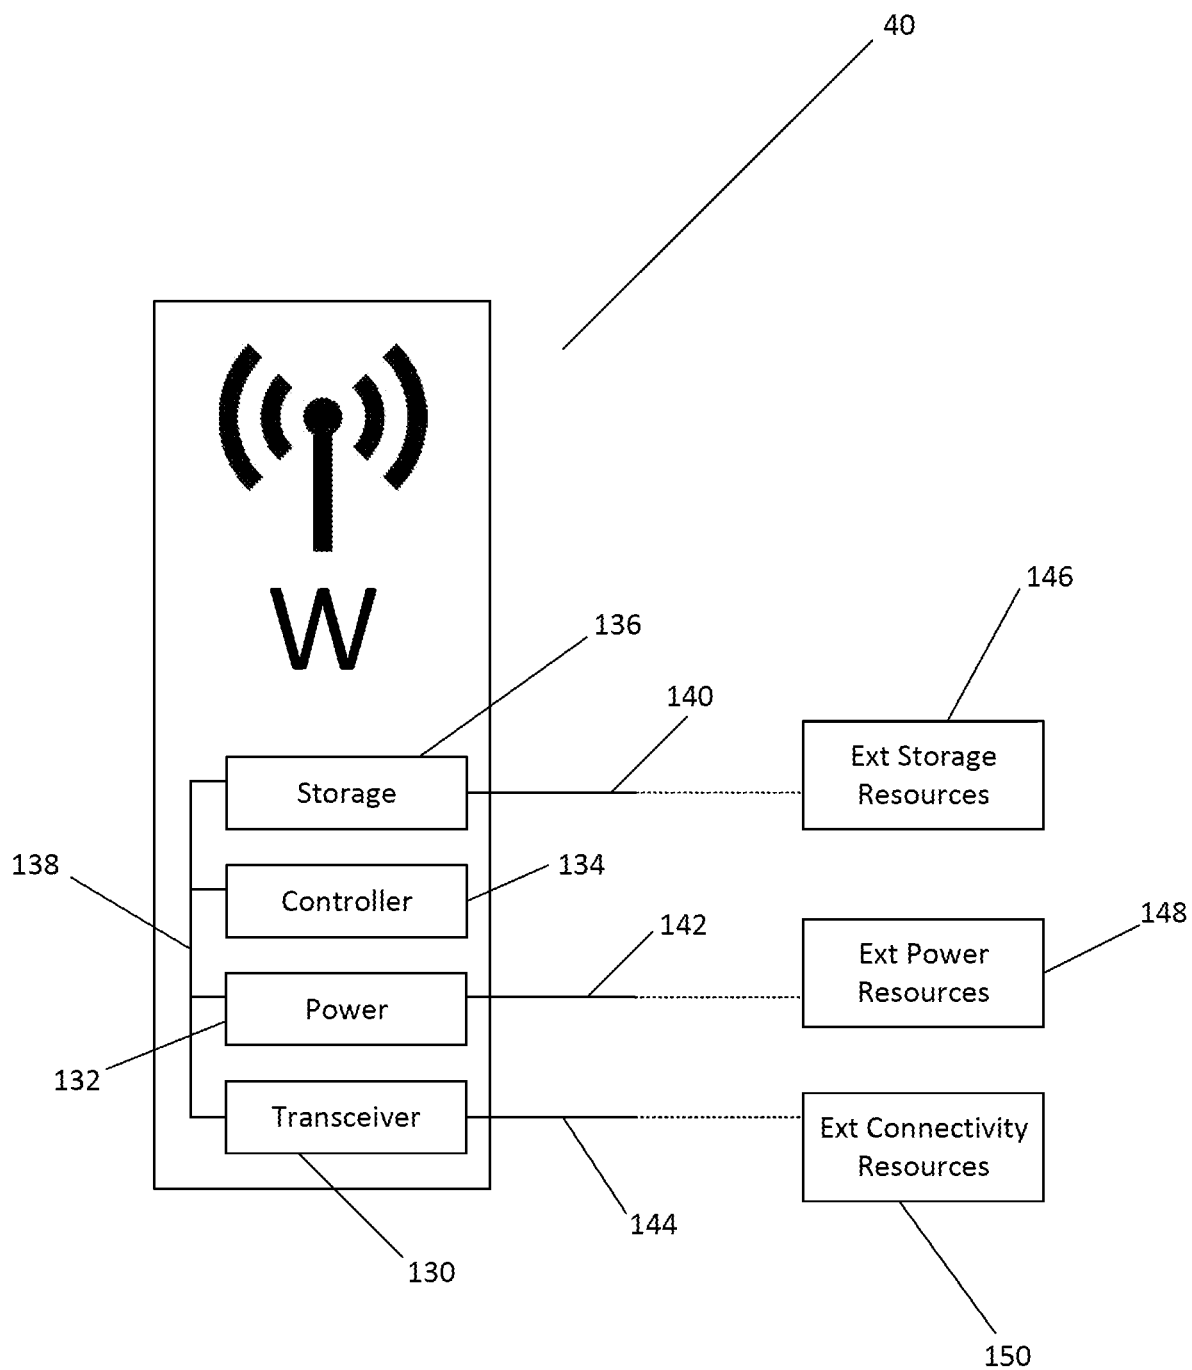 40
W
146
136
140
Ext Storage
Resources
Storage
138
134
Controller
142
148
Ext Power
Resources
Power
132
Transceiver
Ext Connectivity
Resources
144
130
150